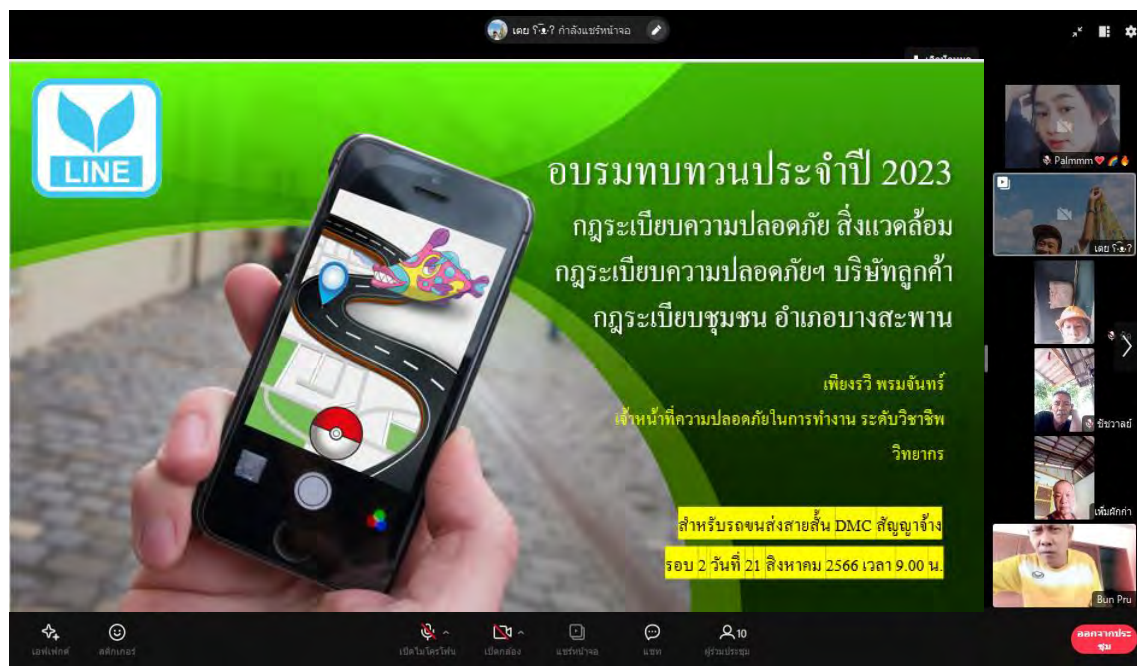 เตย กำลังแชร์หน้าจอ
LINE
อบรมทบทวนประจำปี 2023
กฎระเบียบความปลอดภัย สิ่งแวดล้อม
กฎระเบียบความปลอดภัยฯ บริษัทลูกค้า
กฎระเบียบชุมชน อำเภอบางสะพาน
เพียงรวี พรมจันทร์
เจ้าหน้าที่ความปลอดภัยในการทำงาน ระดับวิชาชีพ
วิทยากร
สำหรับรถขนส่งสายสั้น DMC สัญญาจ้าง
รอบ 2 วันที่ 21 สิงหาคม 2566 เวลา 9.00 น.
Palmmm
เตย
ชัชวาลย์
เพิ่มผักก่า
Bun Pru
เอฟเฟกต์
สติกเกอร์
เปิดไมโครโฟน
เปิดกล้อง
แชร์หน้าจอ
แชท
10
ผู้ร่วมประชุม
ออกจากประ
ชุม